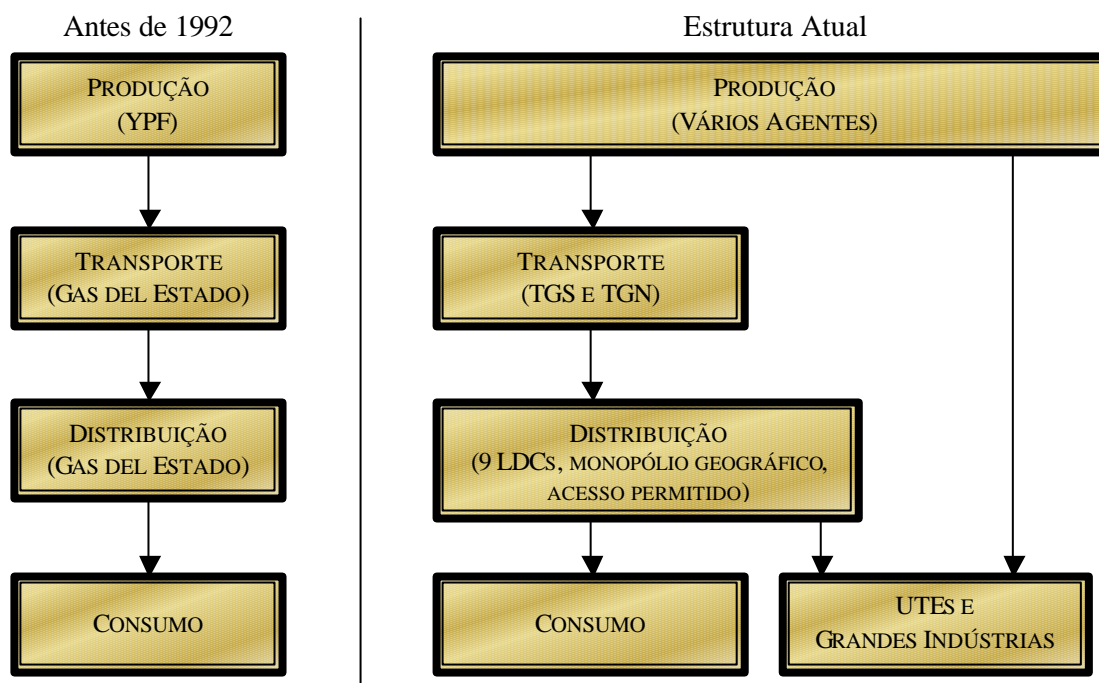 Antes de 1992
PRODUÇÃO
(YPF)
TRANSPORTE
(GAS DEL ESTADO)
DISTRIBUIÇÃO
(GAS DEL ESTADO)
CONSUMO
Estrutura Atual
PRODUÇÃO
(VÁRIOS AGENTES)
TRANSPORTE
(TGS E TGN)
DISTRIBUIÇÃO
(9 LDCS, MONOPÓLIO GEOGRÁFICO,
ACESSO PERMITIDO)
CONSUMO
UTES E
GRANDES INDÚSTRIAS